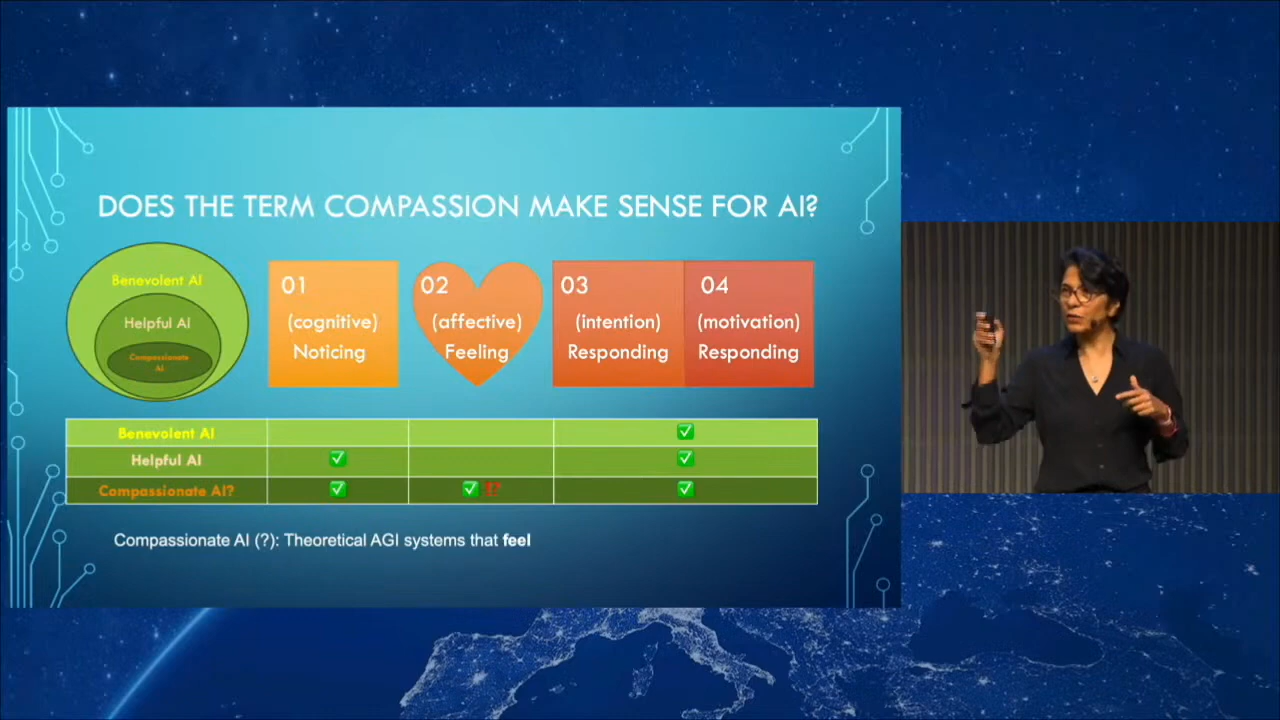 DOES THE TERM COMPASSION MAKE SENSE FOR AI?
Benevolent AI
Helpful AI
Compassionate
AI
01
(cognitive)
Noticing
02
(affective)
Feeling
03
(intention)
Responding
04
(motivation)
Responding
Benevolent AI
Helpful AI
Compassionate AI?
!?
Compassionate AI (?): Theoretical AGI systems that feel